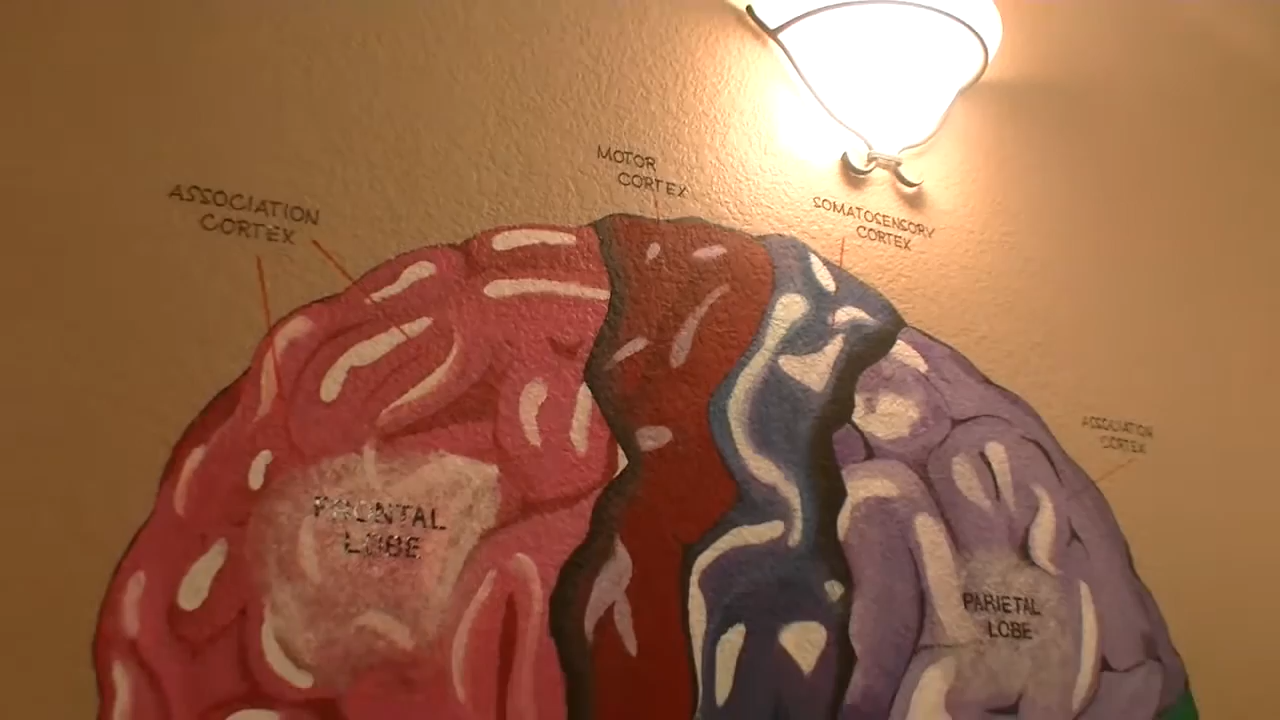 MOTOR
CORTEX
ASSOCIATION
CORTEX
SOMATOSENSORY
CORTEX
ASSOCIATION
CORTEX
FRONTAL
LOBE
PARIETAL
LOBE